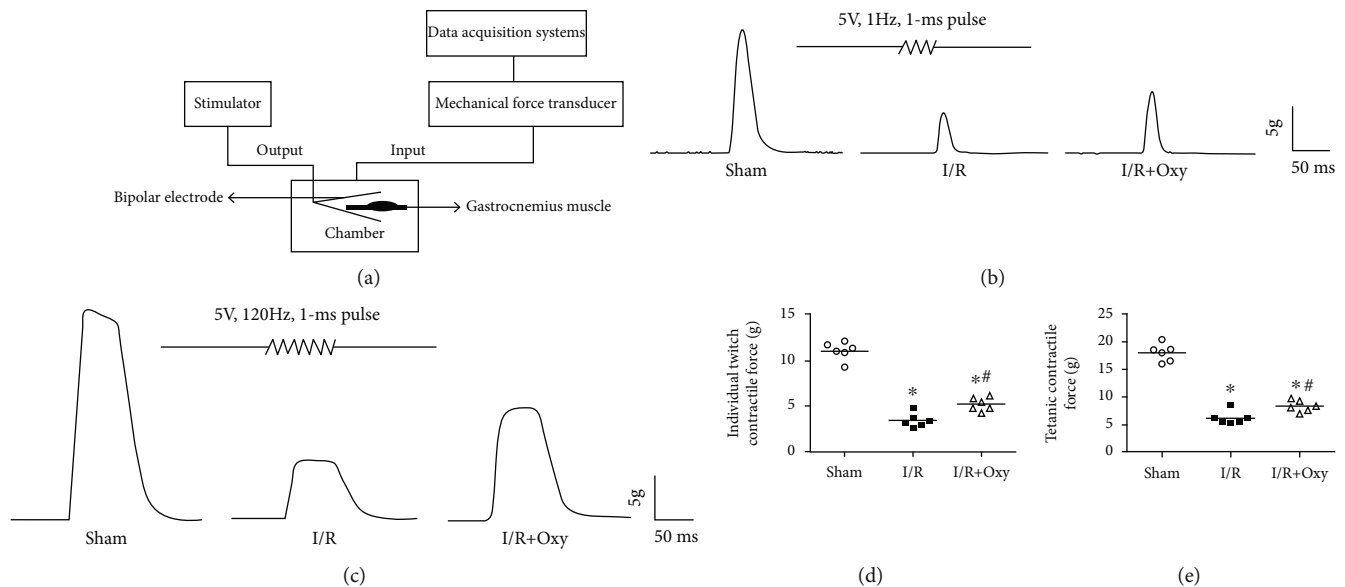 Data acquisition systems
Stimulator
Mechanical force transducer
Output
Input
Bipolar electrode
Gastrocnemius muscle
Chamber
(a)
5V, 1Hz, 1-ms pulse
5g
50 ms
Sham
I/R
I/R+Oxy
(b)
5V, 120Hz, 1-ms pulse
5g
50 ms
Sham
I/R
I/R+Oxy
(c)
Individual twitch
contractile force (g)
15
10
5
0
*
*#
Sham
I/R
I/R+Oxy
(d)
Tetanic contractile
force (g)
25
20
15
10
5
0
*
* #
Sham
I/R
I/R+Oxy
(e)